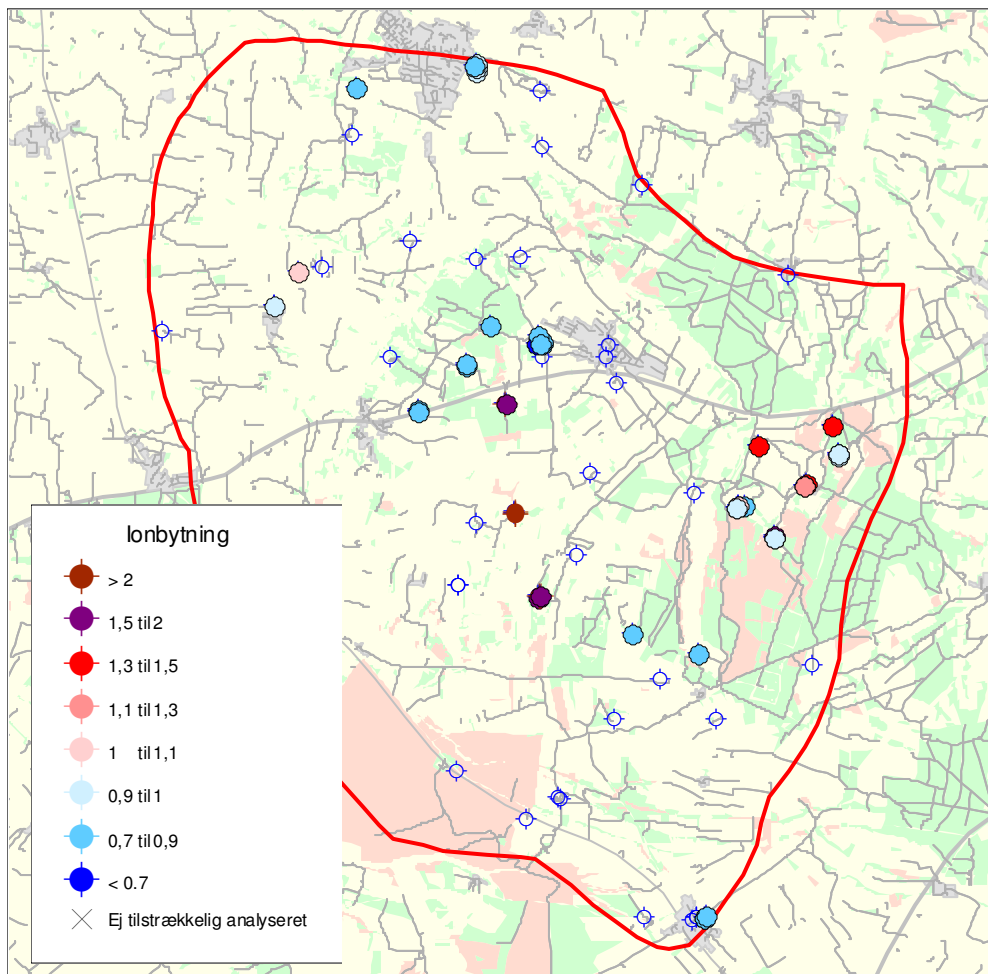 Ionbytning
> 2
1,5 til 2
1,3 til 1,5
1,1 til 1,3
1 til 1,1
0,9 til 1
0,7 til 0,9
< 0.7
Ej tilstrækkelig analyseret